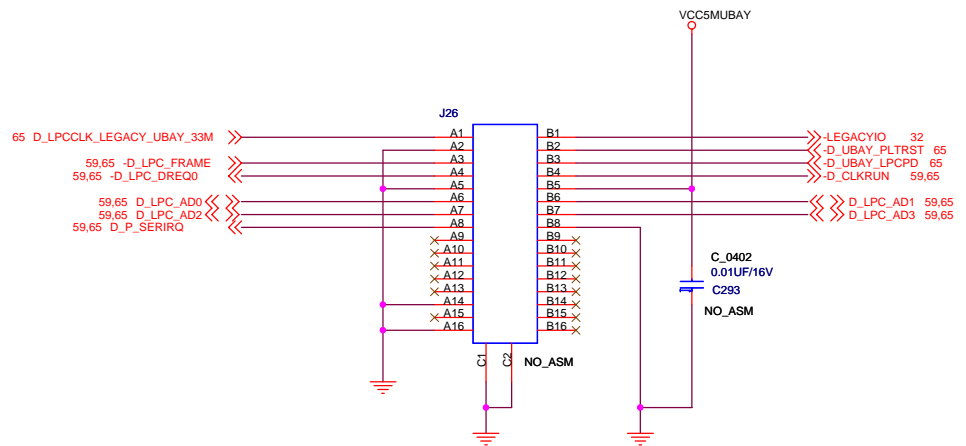 VCC5MUBAY
J26
65 D_LPCCLK_LEGACY_UBAY_33M A1 B1 -LEGACYIO 32
A2 B2 -D_UBAY_PLTRST 65
59,65 -D_LPC_FRAME A3 B3 -D_UBAY_LPCPD 65
59,65 -D_LPC_DREQ0 A4 B4 -D_CLKRUN 59,65
A5 B5
59,65 D_LPC_AD0 A6 B6 D_LPC_AD1 59,65
59,65 D_LPC_AD2 A7 B7 D_LPC_AD3 59,65
59,65 D_P_SERIRQ A8 B8
A9 B9
A10 B10 C_0402
A11 B11 0.01UF/16V
A12 B12 C293
A13 B13
A14 B14 NO_ASM
A15 B15
A16 B16
C1 C2 NO_ASM